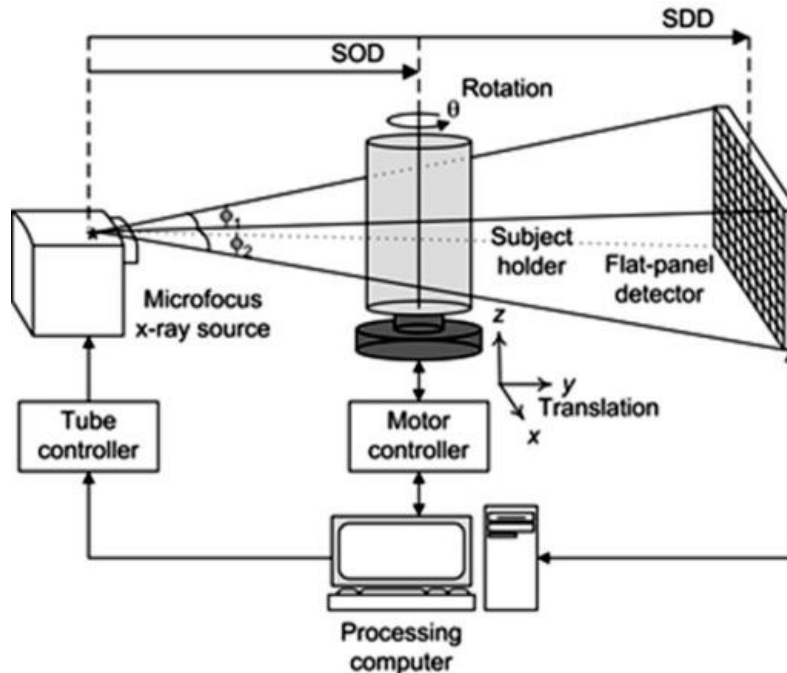 SDD
SOD
Rotation
θ
ϕ1
ϕ2
Subject
holder
Flat-panel
detector
Microfocus
x-ray source
z
y
Translation
x
Tube
controller
Motor
controller
Processing
computer